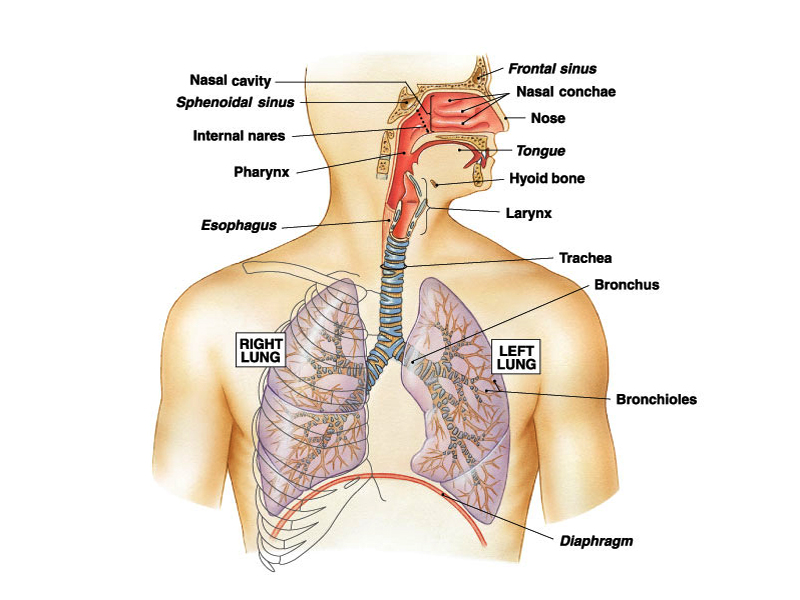 Nasal cavity
Sphenoidal sinus
Internal nares
Pharynx
Esophagus
Frontal sinus
Nasal conchae
Nose
Tongue
Hyoid bone
Larynx
Trachea
Bronchus
RIGHT
LUNG
LEFT
LUNG
Bronchioles
Diaphragm